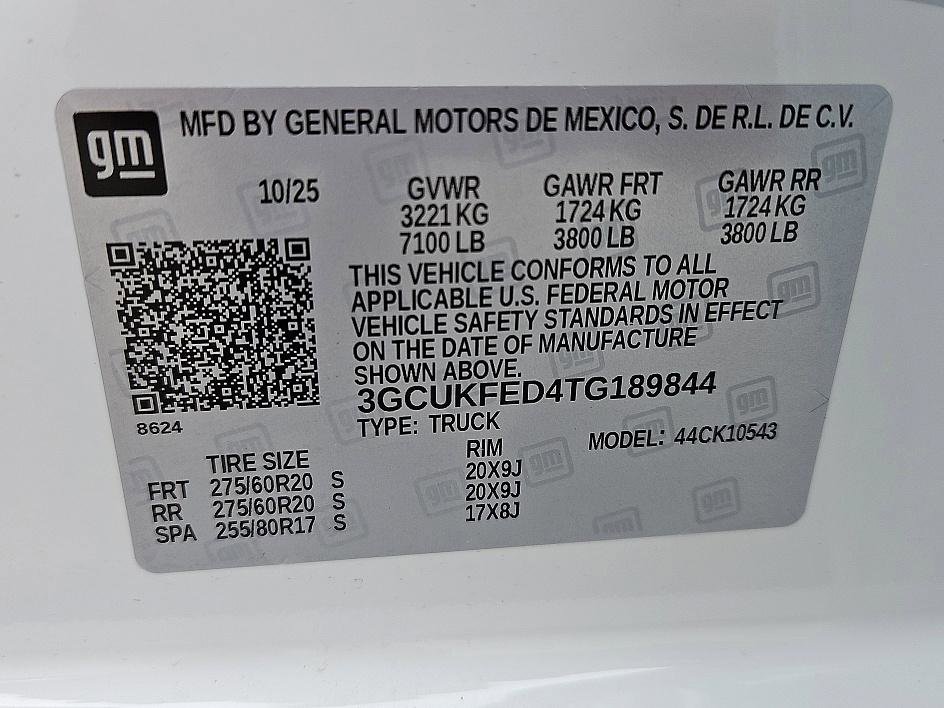 gm
MFD BY GENERAL MOTORS DE MEXICO, S. DE R.L. DE C.V.
10/25 GVWR GAWR FRT GAWR RR
3221 KG 1724 KG 1724 KG
7100 LB 3800 LB 3800 LB
THIS VEHICLE CONFORMS TO ALL
APPLICABLE U.S. FEDERAL MOTOR
VEHICLE SAFETY STANDARDS IN EFFECT
ON THE DATE OF MANUFACTURE
SHOWN ABOVE.
3GCUKFED4TG189844
8624
TYPE: TRUCK MODEL: 44CK10543
TIRE SIZE RIM
FRT 275/60R20 S 20X9J
RR 275/60R20 S 20X9J
SPA 255/80R17 S 17X8J